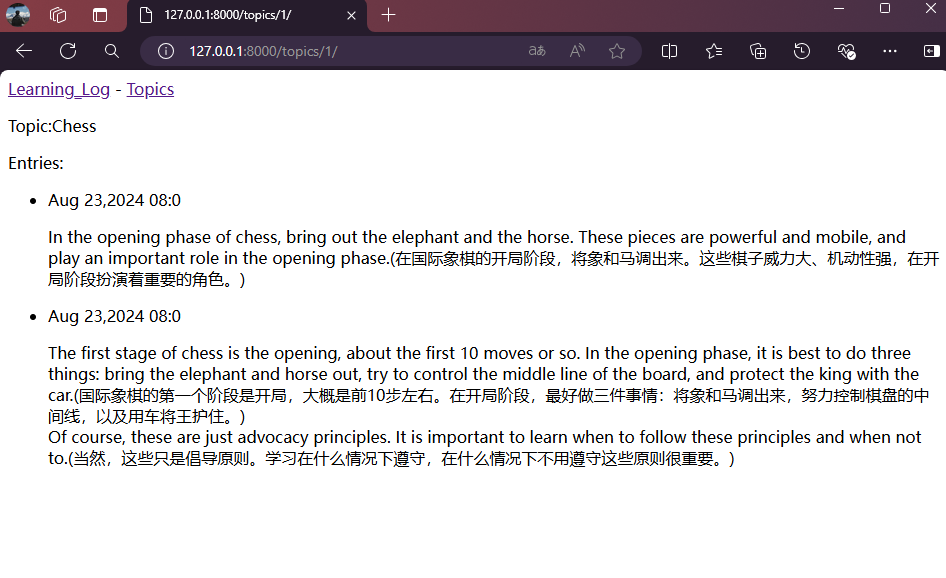 127.0.0.1:8000/topics/1/
127.0.0.1:8000/topics/1/
aあ
A
Learning_Log - Topics
Topic:Chess
Entries:
Aug 23,2024 08:0
In the opening phase of chess, bring out the elephant and the horse. These pieces are powerful and mobile, and
play an important role in the opening phase.(在国际象棋的开局阶段，将象和马调出来。这些棋子威力大、机动性强，在开
局阶段扮演着重要的角色。)
Aug 23,2024 08:0
The first stage of chess is the opening, about the first 10 moves or so. In the opening phase, it is best to do three
things: bring the elephant and horse out, try to control the middle line of the board, and protect the king with the
car.(国际象棋的第一个阶段是开局，大概是前10步左右。在开局阶段，最好做三件事情：将象和马调出来，努力控制棋盘的中
间线，以及用车将王护住。)
Of course, these are just advocacy principles. It is important to learn when to follow these principles and when not
to.(当然，这些只是倡导原则。学习在什么情况下遵守，在什么情况下不用遵守这些原则很重要。)